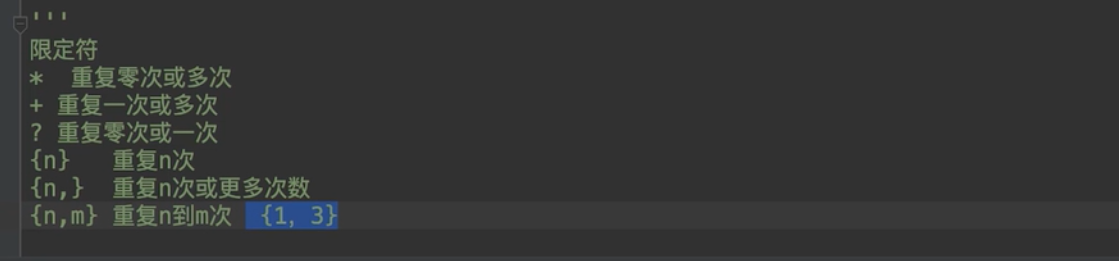 '''
限定符
*  重复零次或多次
+ 重复一次或多次
? 重复零次或一次
{n}   重复n次
{n,}  重复n次或更多次数
{n,m} 重复n到m次  {1, 3}